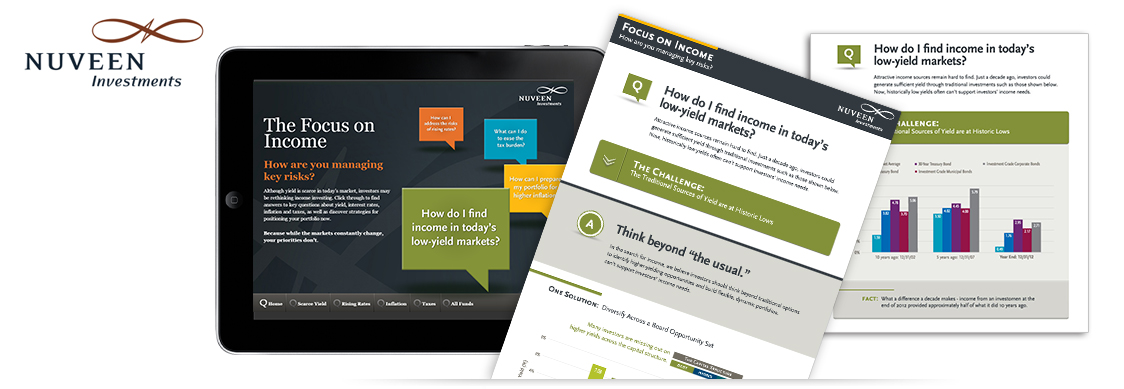 NUVEEN
Investments
NUVEEN
Investments
The Focus on
Income
How are you managing
key risks?
Although yield is scarce in today's market, investors may
be rethinking income investing. Click through to find
answers to key questions about yield, interest rates,
inflation and taxes, as well as discover strategies for
positioning your portfolio now.
Because while the markets constantly change,
your priorities don't.
How can I
address the risks
of rising rates?
What can I do
to ease the
tax burden?
How can I prepare
my portfolio for
higher inflation?
How do I find
income in today's
low-yield markets?
Home
Scarce Yield
Rising Rates
Inflation
Taxes
All Funds
FOCUS ON INCOME
How are you managing key risks?
NUVEEN
Investments
Q
How do I find income in today's
low-yield markets?
Attractive income sources remain hard to find. Just a decade ago, investors could
generate sufficient yield through traditional investments such as those shown below.
Now, historically low yields often can't support investors' income needs.
THE CHALLENGE:
The Traditional Sources of Yield are at Historic Lows
A
Think beyond "the usual."
In the search for income, we believe investors should think beyond traditional options
to identify higher-yielding opportunities and build flexible, dynamic portfolios.
can't support investors' income needs.
ONE SOLUTION: Diversify Across a Board Opportunity Set
Many investors are missing out on
higher yields across the capital structure.
THE CAPITAL STRUCTURE
DEBT
Q
How do I find income in today's
low-yield markets?
Attractive income sources remain hard to find. Just a decade ago, investors could
generate sufficient yield through traditional investments such as those shown below.
Now, historically low yields often can't support investors' income needs.
CHALLENGE:
tional Sources of Yield are at Historic Lows
Average
30 Year Treasury Bond
Investment Grade Corporate Bonds
Investment Grade Municipal Bonds
10 years ago: 12/31/02
5 years ago: 12/31/07
Year End: 12/31/12
FACT: What a difference a decade makes - income from an investomen at the
end of 2012 provided approximately half of what it did 10 years ago.